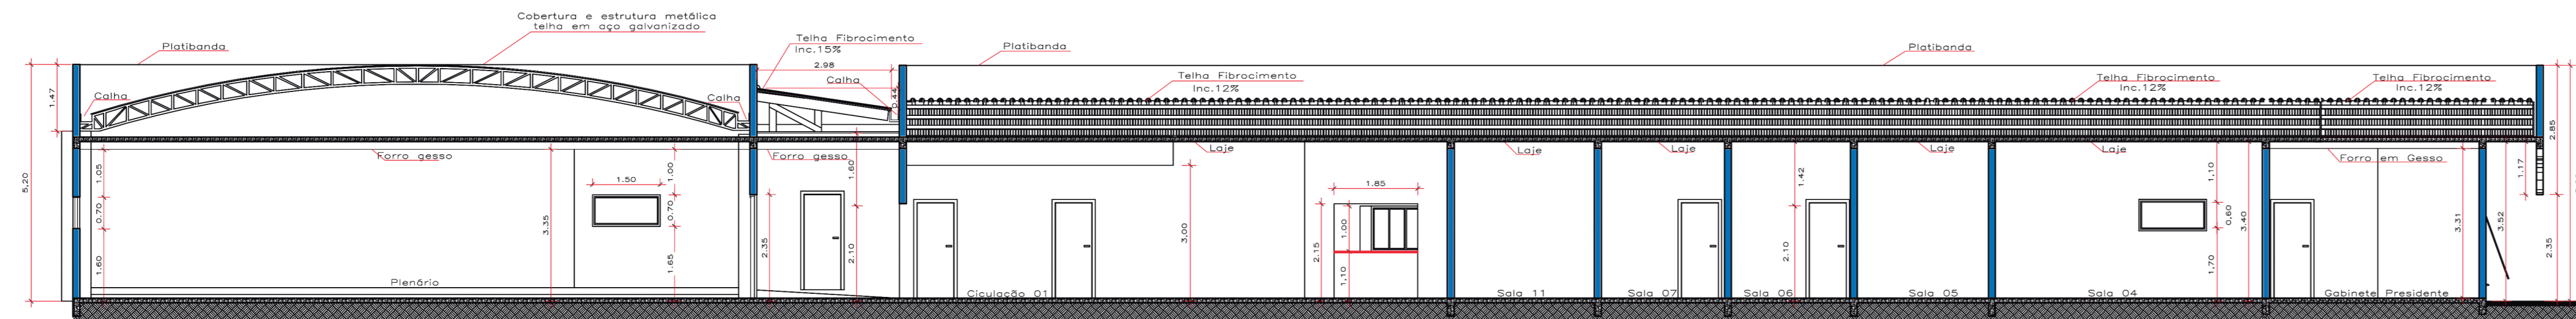 Cobertura e estrutura metálica
telha em aço galvanizado
Platibanda
Telha Fibrocimento
Inc.15%
Platibanda
Platibanda
2.98
Calha
Telha Fibrocimento
Inc.12%
Telha Fibrocimento
Inc.12%
Telha Fibrocimento
Inc.12%
1.47
Calha
Calha
0.44
2.85
5.20
1.05
Forro gesso
1.00
Forro gesso
1.60
Laje
Laje
Laje
Laje
Laje
Forro em Gesso
1.17
1.50
1.85
1.42
1,10
0.70
0.70
3.35
1.00
3,00
0,60
3.40
3.31
3.52
2.35
2.10
2.15
2.10
2.35
1.60
1.65
1,10
1,70
Plenário
Ciculação 01
Sala 11
Sala 07
Sala 06
Sala 05
Sala 04
Gabinete Presidente